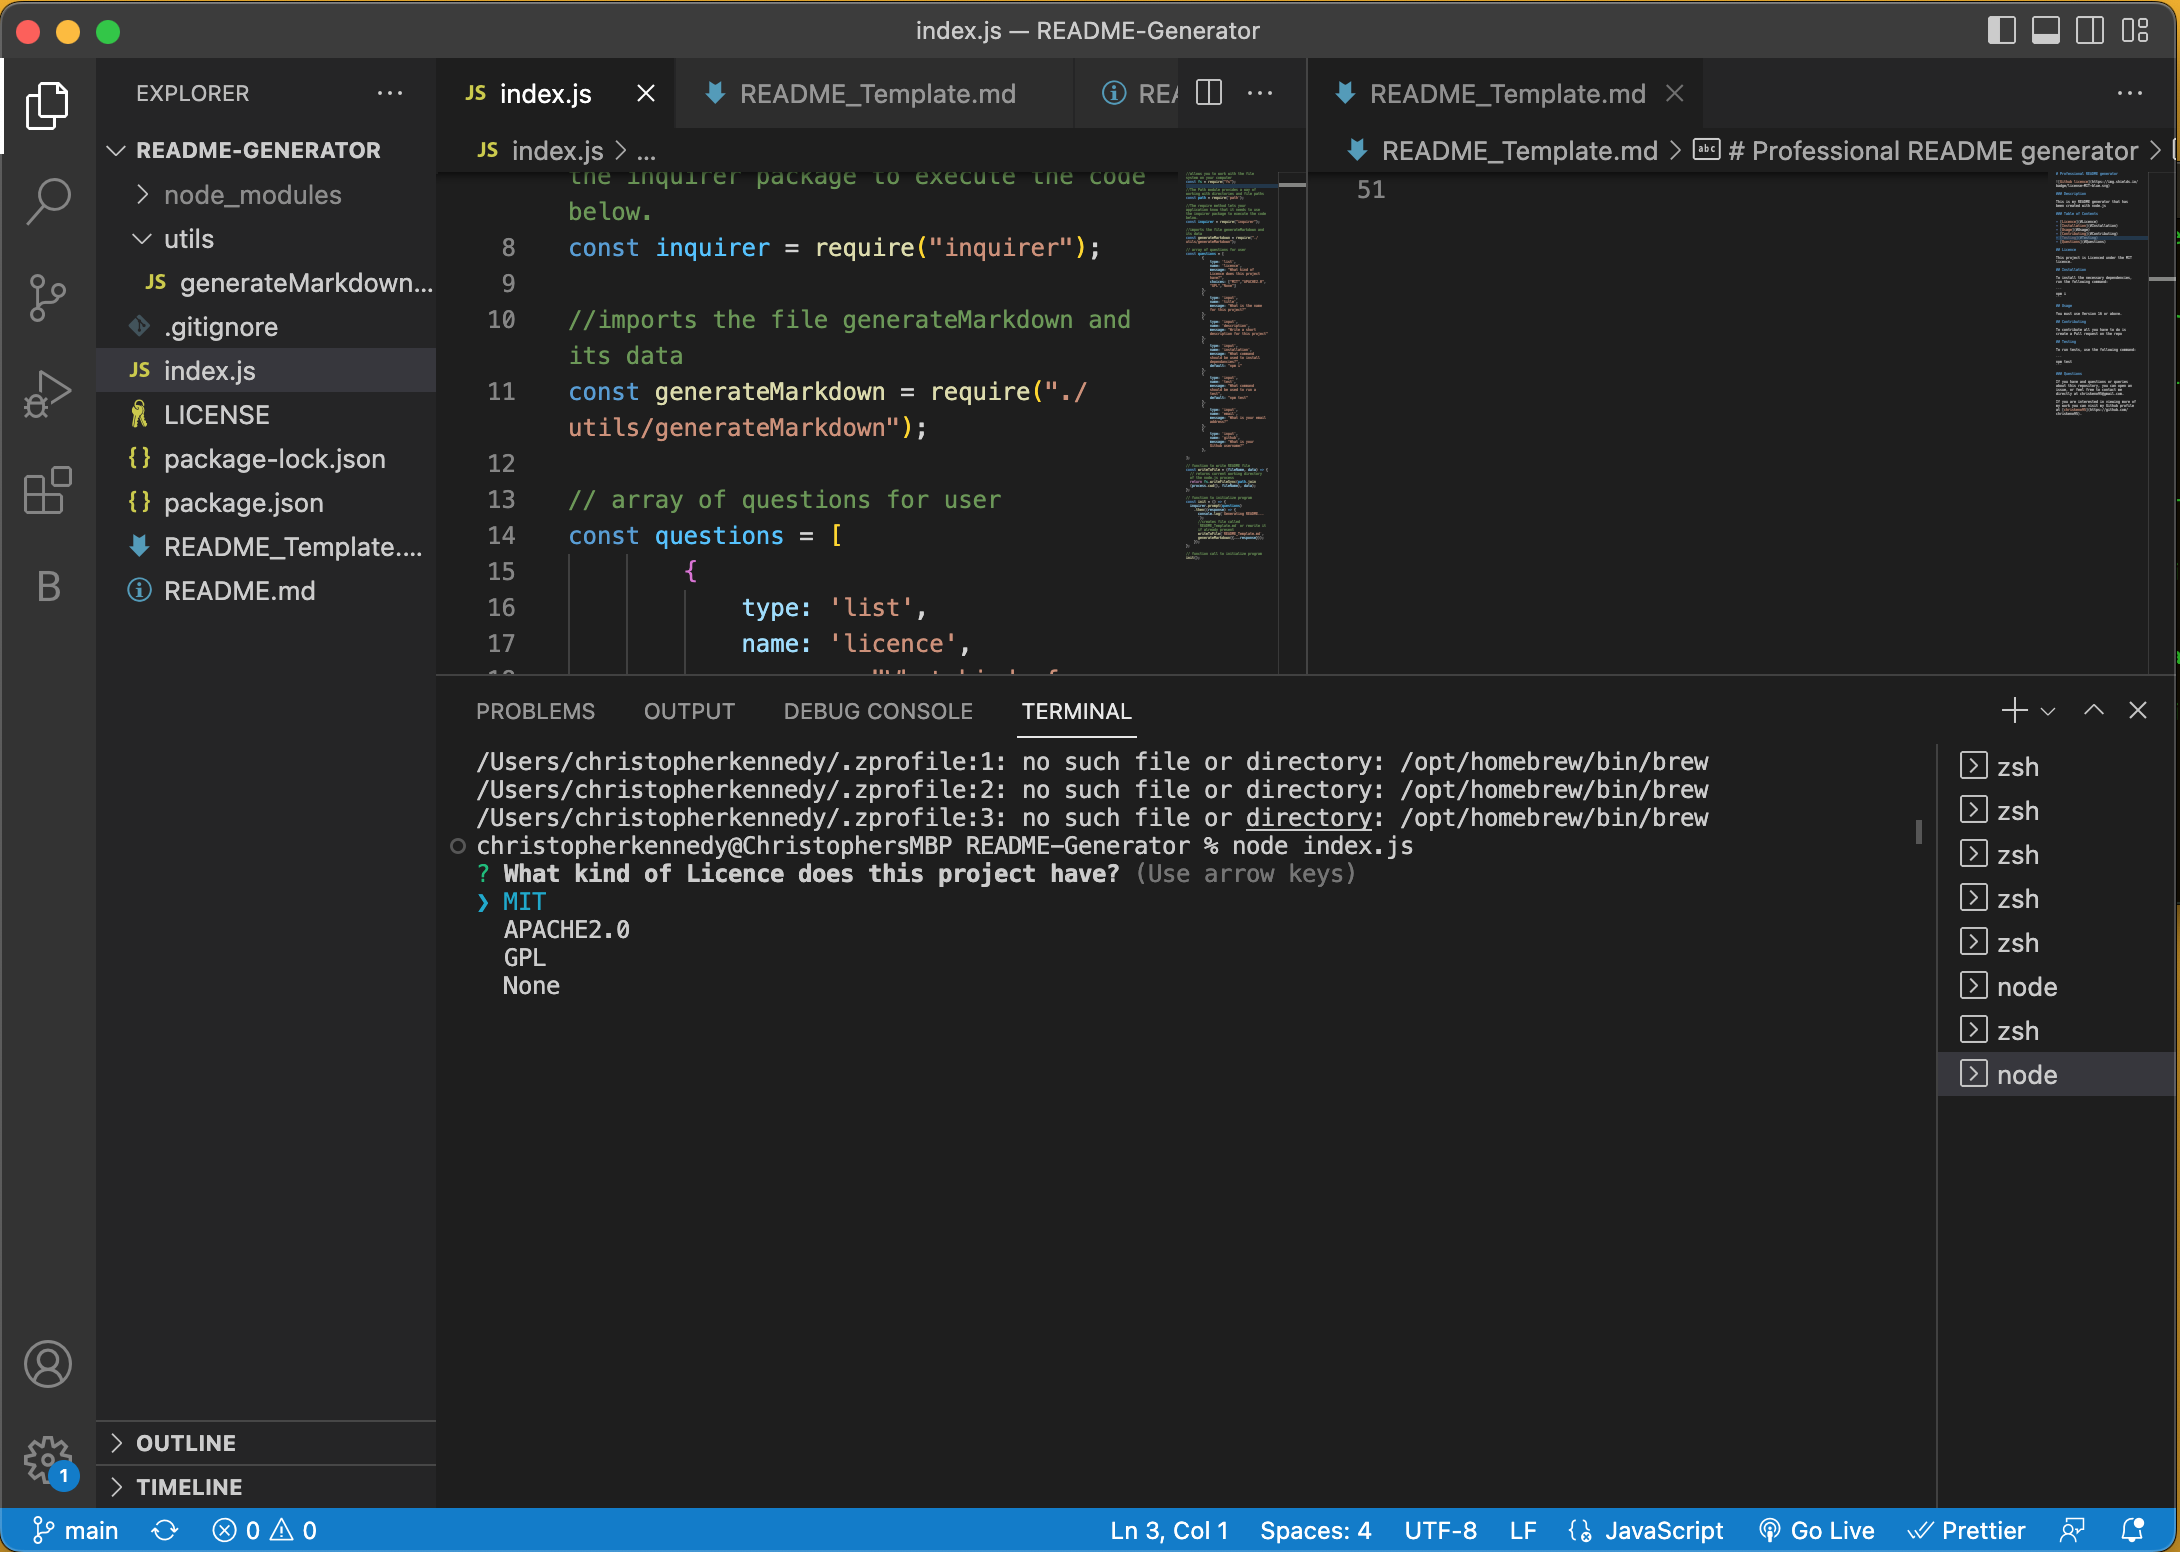 index.js — README-Generator
EXPLORER
README-GENERATOR
node_modules
utils
JS generateMarkdown...
.gitignore
JS index.js
LICENSE
{} package-lock.json
{} package.json
README_Template....
README.md
B
OUTLINE
TIMELINE
1
JS index.js
README_Template.md
REA
JS index.js > ...
the inquirer package to execute the code
below.
8 const inquirer = require("inquirer");
9
10 //imports the file generateMarkdown and
its data
11 const generateMarkdown = require("./
utils/generateMarkdown");
12
13 // array of questions for user
14 const questions = [
15 {
16 type: 'list',
17 name: 'licence',
README_Template.md
README_Template.md > abc # Professional README generator >
51
PROBLEMS OUTPUT DEBUG CONSOLE TERMINAL
/Users/christopherkennedy/.zprofile:1: no such file or directory: /opt/homebrew/bin/brew
/Users/christopherkennedy/.zprofile:2: no such file or directory: /opt/homebrew/bin/brew
/Users/christopherkennedy/.zprofile:3: no such file or directory: /opt/homebrew/bin/brew
christopherkennedy@ChristophersMBP README-Generator % node index.js
? What kind of Licence does this project have? (Use arrow keys)
❯ MIT
APACHE2.0
GPL
None
zsh
zsh
zsh
zsh
zsh
node
zsh
node
main 0 0 Ln 3, Col 1 Spaces: 4 UTF-8 LF JavaScript Go Live Prettier